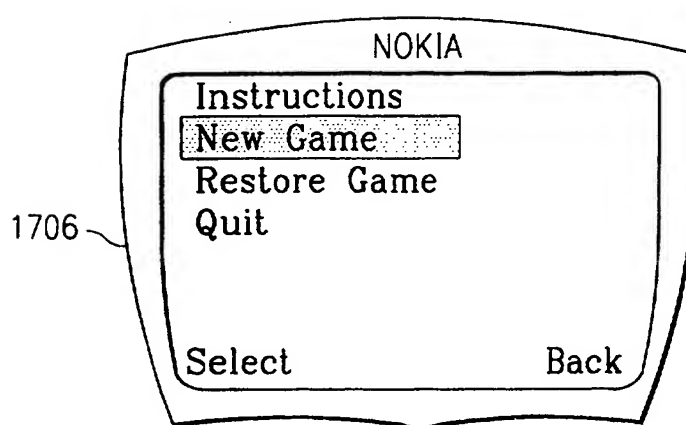 NOKIA
Instructions
New Game
Restore Game
Quit
1706
Select Back